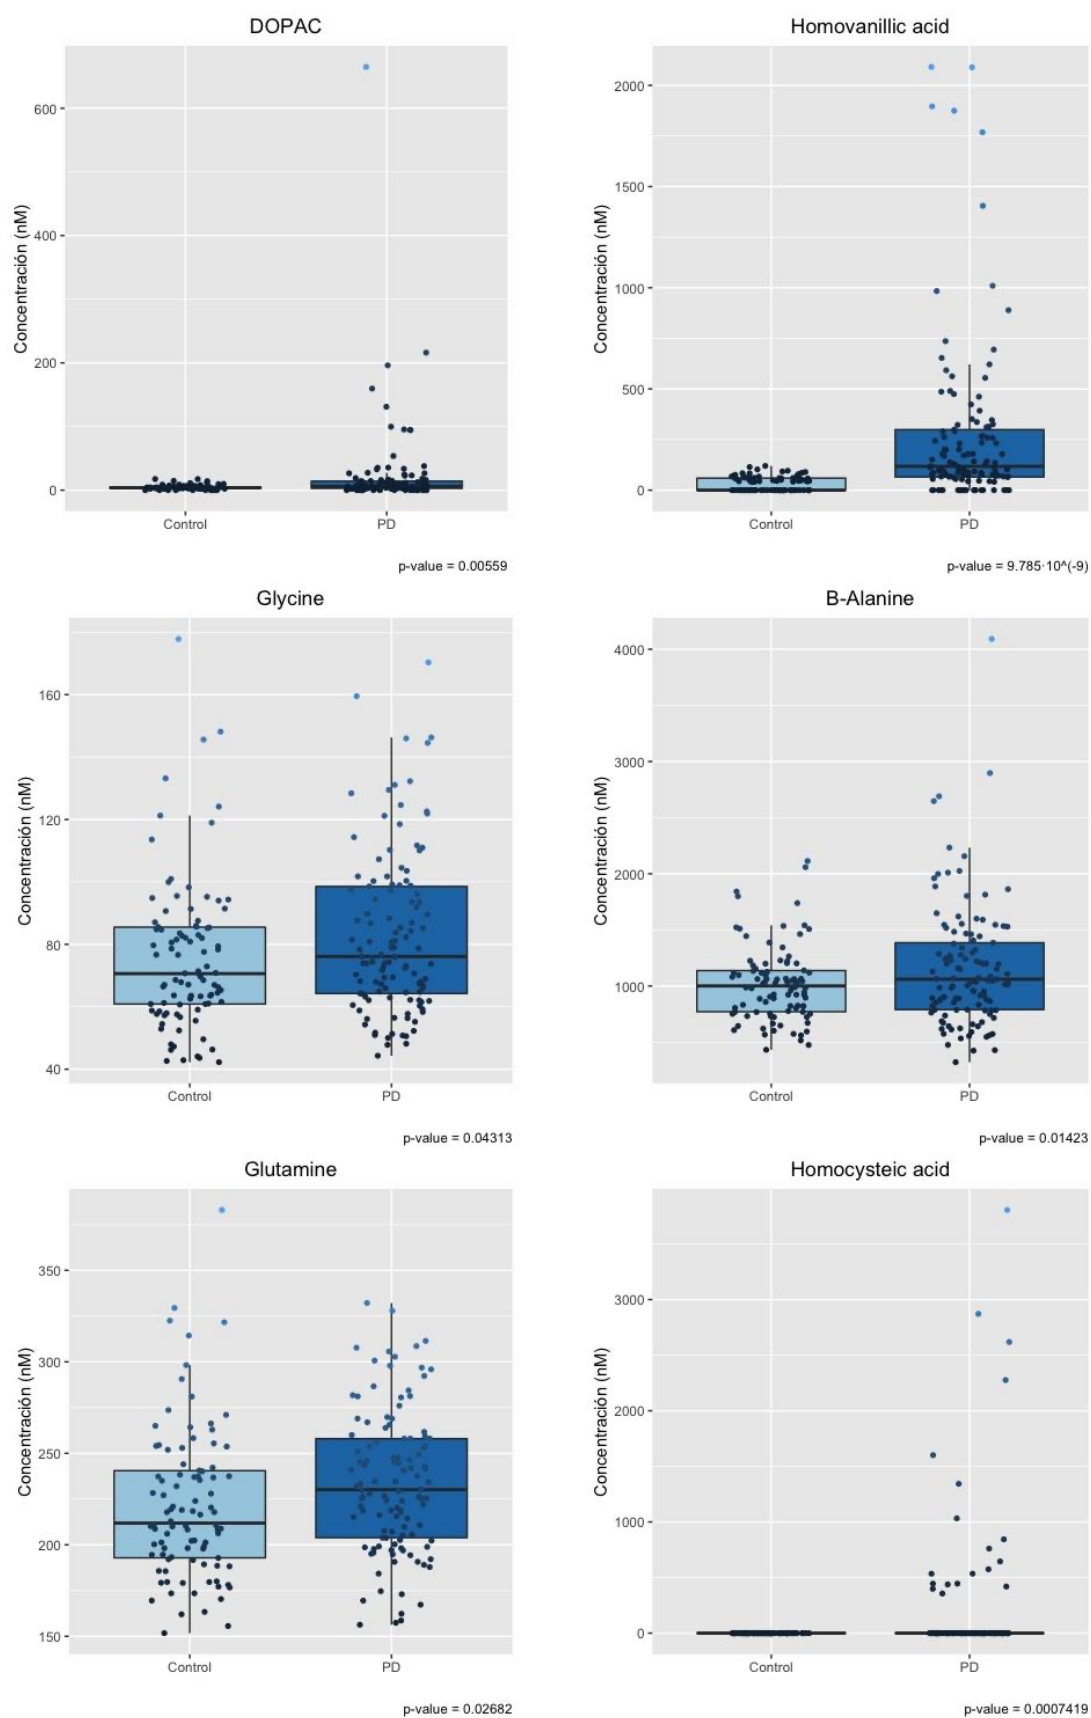 DOPAC
Concentración (nM)
600
400
200
0
Control PD
p-value = 0.00559
Homovanillic acid
Concentración (nM)
2000
1500
1000
500
0
Control PD
p-value = 9.785·10^(-9)
Glycine
Concentración (nM)
160
120
80
40
Control PD
p-value = 0.04313
B-Alanine
Concentración (nM)
4000
3000
2000
1000
Control PD
p-value = 0.01423
Glutamine
Concentración (nM)
350
300
250
200
150
Control PD
p-value = 0.02682
Homocysteic acid
Concentración (nM)
3000
2000
1000
0
Control PD
p-value = 0.0007419